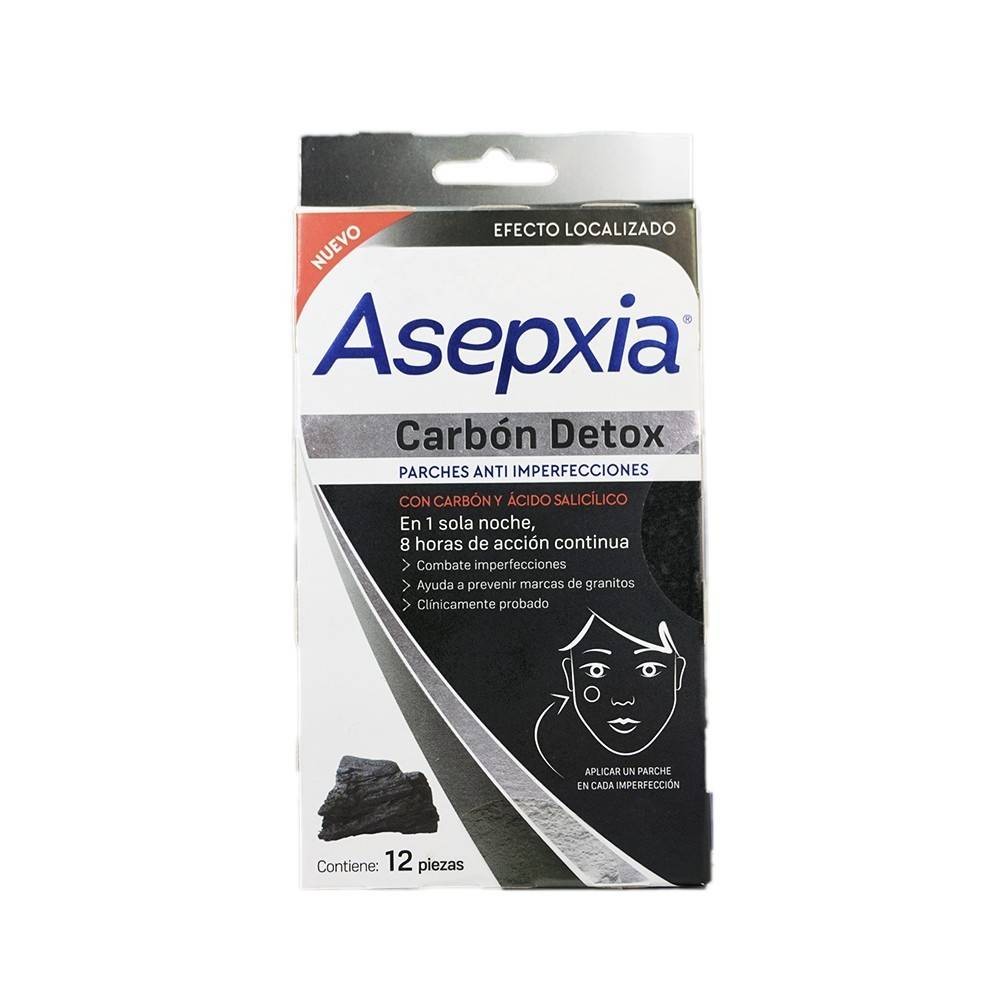 EFECTO LOCALIZADO
NUEVO
Asepxia®
Carbón Detox
PARCHES ANTI IMPERFECCIONES
CON CARBÓN Y ÁCIDO SALICÍLICO
En 1 sola noche,
8 horas de acción continua
> Combate imperfecciones
> Ayuda a prevenir marcas de granitos
> Clínicamente probado
APLICAR UN PARCHE
EN CADA IMPERFECCIÓN
Contiene: 12 piezas